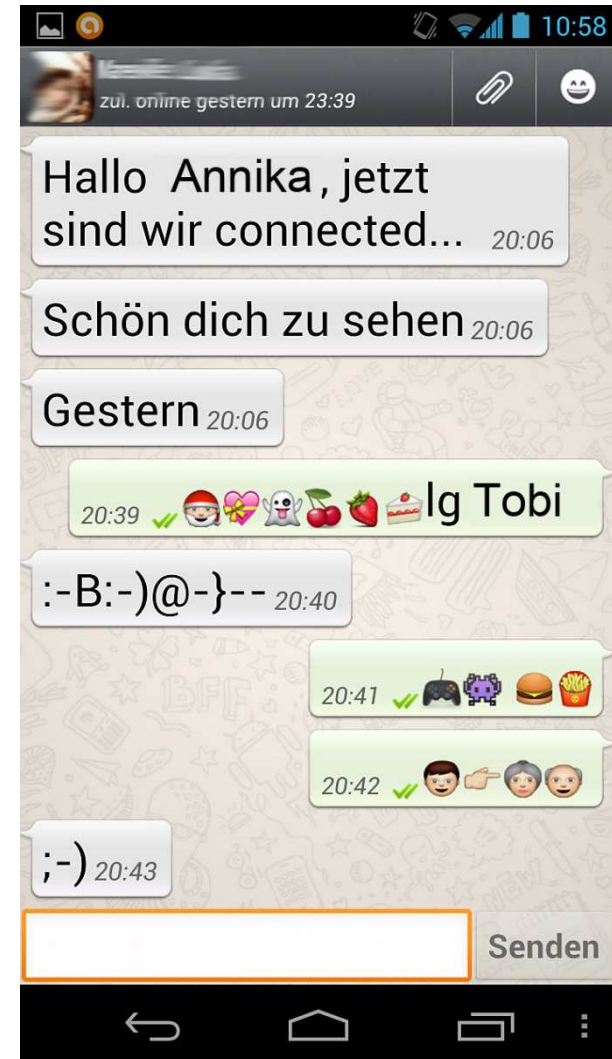 10:58
zul. online gestern um 23:39
Hallo Annika, jetzt
sind wir connected... 20:06
Schön dich zu sehen 20:06
Gestern 20:06
20:39 🎅💝👻🍒🍓🍰lg Tobi
:-B:-)@-}-- 20:40
20:41 🎮👾 🍔🍟
20:42 👦👉👵👴
;-) 20:43
Senden